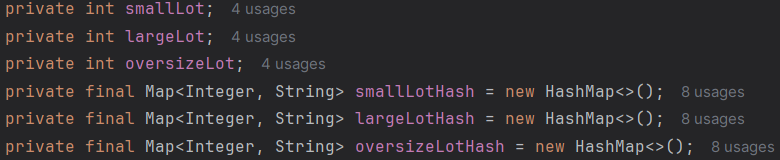 private int smallLot; 4 usages
private int largeLot; 4 usages
private int oversizeLot; 4 usages
private final Map<Integer, String> smallLotHash = new HashMap<>(); 8 usages
private final Map<Integer, String> largeLotHash = new HashMap<>(); 8 usages
private final Map<Integer, String> oversizeLotHash = new HashMap<>(); 8 usages